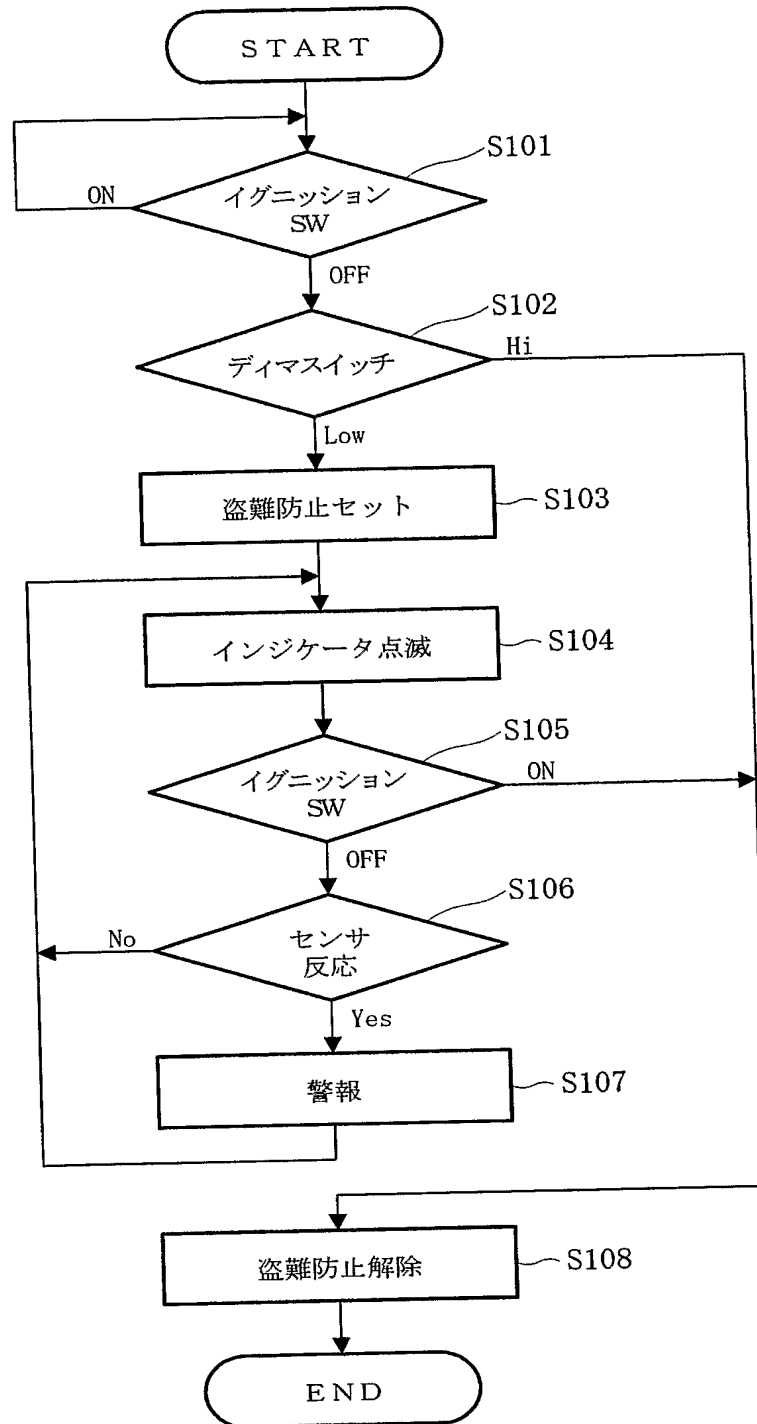 START
S101
イグニッション
SW
ON
OFF
S102
ディマスイッチ
Hi
Low
盗難防止セット
S103
インジケータ点滅
S104
S105
イグニッション
SW
ON
OFF
S106
センサ
反応
No
Yes
警報
S107
盗難防止解除
S108
END